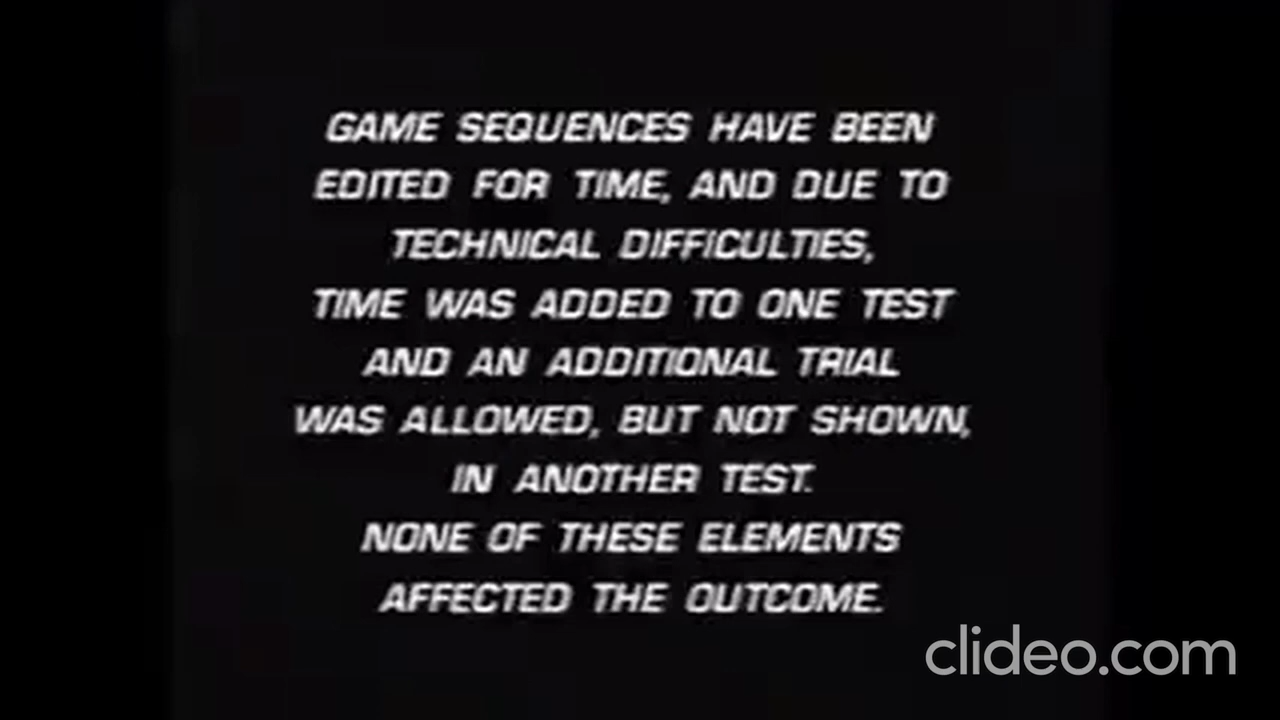 GAME SEQUENCES HAVE BEEN
EDITED FOR TIME, AND DUE TO
TECHNICAL DIFFICULTIES,
TIME WAS ADDED TO ONE TEST
AND AN ADDITIONAL TRIAL
WAS ALLOWED, BUT NOT SHOWN,
IN ANOTHER TEST.
NONE OF THESE ELEMENTS
AFFECTED THE OUTCOME.
clideo.com